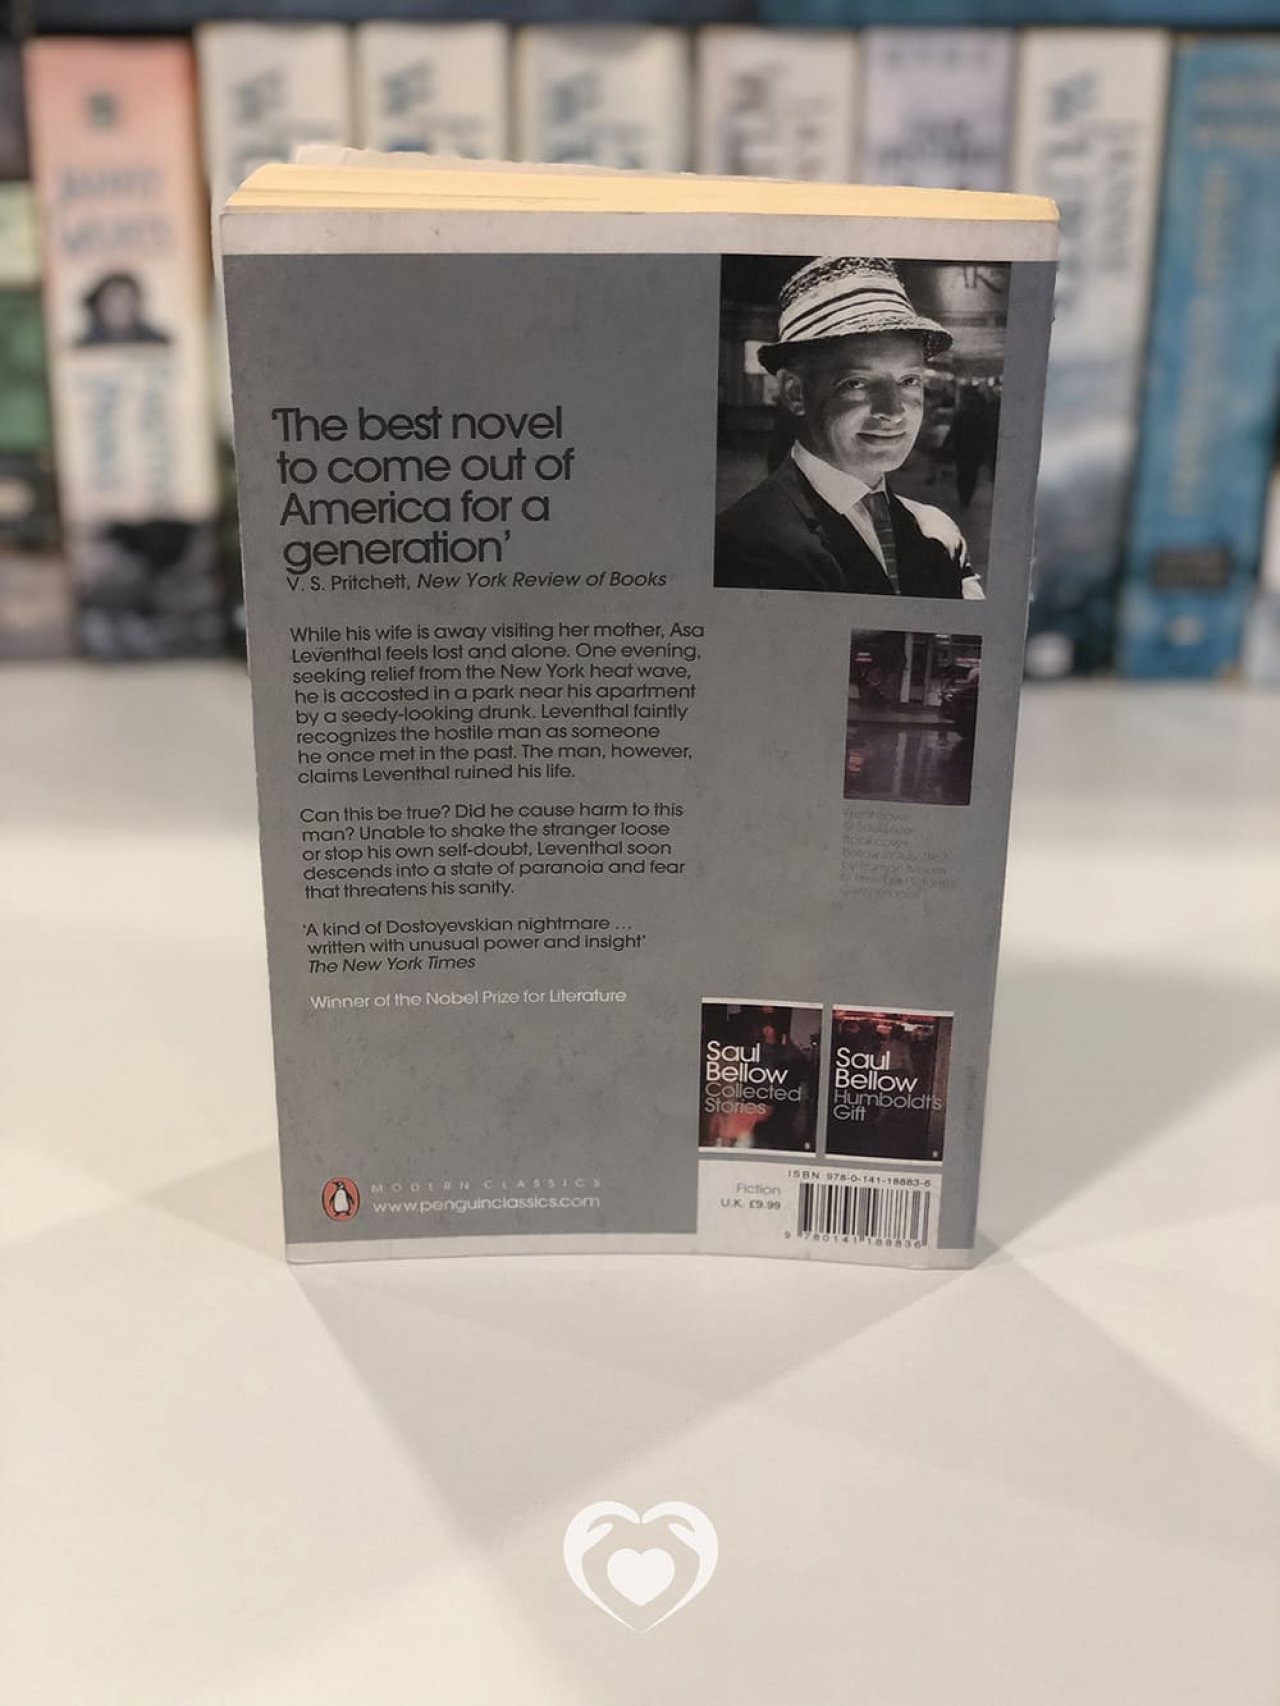 'The best novel
to come out of
America for a
generation'
V. S. Pritchett, New York Review of Books
While his wife is away visiting her mother, Asa
Leventhal feels lost and alone. One evening,
seeking relief from the New York heat wave,
he is accosted in a park near his apartment
by a seedy-looking drunk. Leventhal faintly
recognizes the hostile man as someone
he once met in the past. The man, however,
claims Leventhal ruined his life.
Can this be true? Did he cause harm to this
man? Unable to shake the stranger loose
or stop his own self-doubt, Leventhal soon
descends into a state of paranoia and fear
that threatens his sanity.
'A kind of Dostoyevskian nightmare ...
written with unusual power and insight'
The New York Times
Winner of the Nobel Prize for Literature
Saul
Bellow
Collected
Stories
Saul
Bellow
Humboldt's
Gift
MODERN CLASSICS
www.penguinclassics.com
Fiction
U.K. £9.99
ISBN 978-0-141-18883-6
9 780141 188836